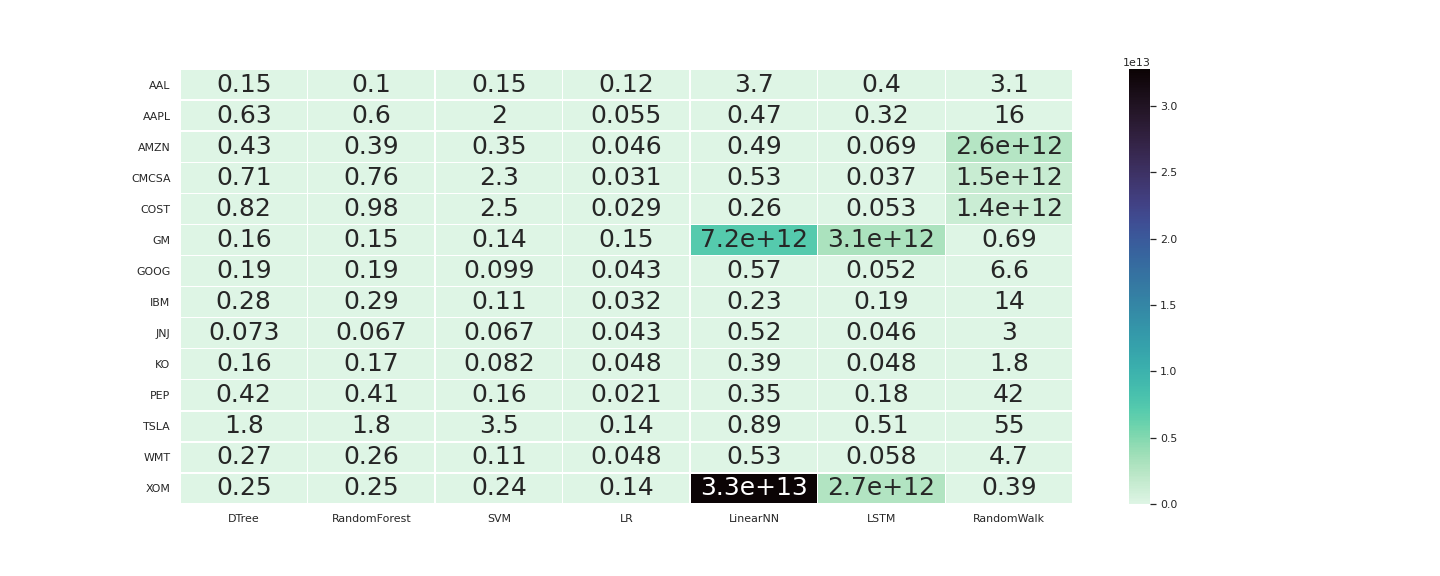 1e13
AAL 0.15 0.1 0.15 0.12 3.7 0.4 3.1
3.0
AAPL 0.63 0.6 2 0.055 0.47 0.32 16
AMZN 0.43 0.39 0.35 0.046 0.49 0.069 2.6e+12
2.5
CMCSA 0.71 0.76 2.3 0.031 0.53 0.037 1.5e+12
COST 0.82 0.98 2.5 0.029 0.26 0.053 1.4e+12
2.0
GM 0.16 0.15 0.14 0.15 7.2e+12 3.1e+12 0.69
GOOG 0.19 0.19 0.099 0.043 0.57 0.052 6.6
IBM 0.28 0.29 0.11 0.032 0.23 0.19 14
1.5
JNJ 0.073 0.067 0.067 0.043 0.52 0.046 3
KO 0.16 0.17 0.082 0.048 0.39 0.048 1.8
1.0
PEP 0.42 0.41 0.16 0.021 0.35 0.18 42
TSLA 1.8 1.8 3.5 0.14 0.89 0.51 55
0.5
WMT 0.27 0.26 0.11 0.048 0.53 0.058 4.7
XOM 0.25 0.25 0.24 0.14 3.3e+13 2.7e+12 0.39
0.0
DTree RandomForest SVM LR LinearNN LSTM RandomWalk